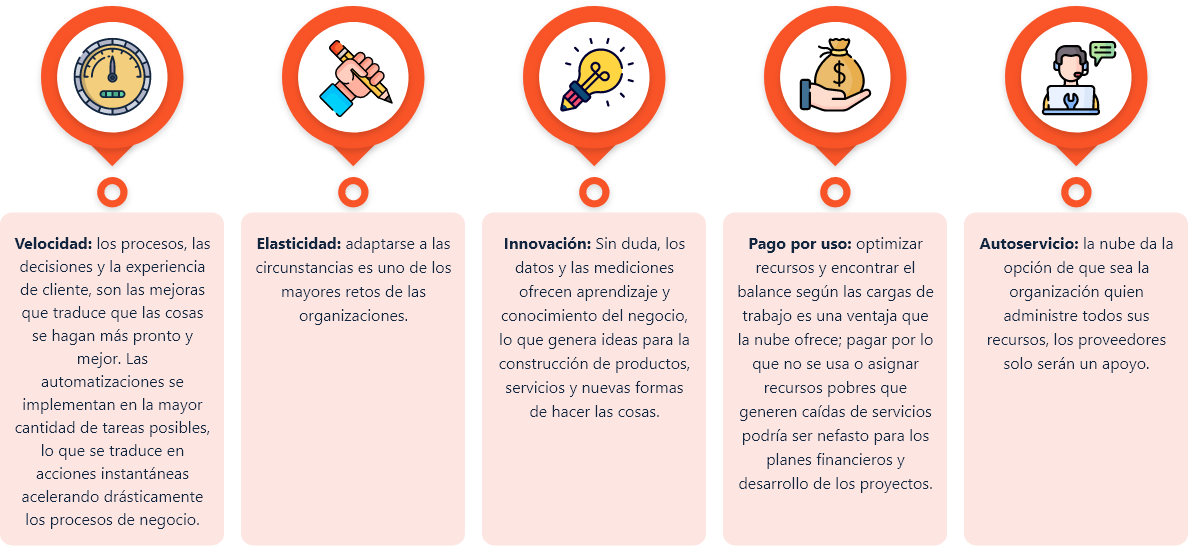 Velocidad: los procesos, las
decisiones y la experiencia
de cliente, son las mejoras
que traduce que las cosas
se hagan más pronto y
mejor. Las
automatizaciones se
implementan en la mayor
cantidad de tareas posibles,
lo que se traduce en
acciones instantáneas
acelerando drásticamente
los procesos de negocio.
Elasticidad: adaptarse a las
circunstancias es uno de los
mayores retos de las
organizaciones.
Innovación: Sin duda, los
datos y las mediciones
ofrecen aprendizaje y
conocimiento del negocio,
lo que genera ideas para la
construcción de productos,
servicios y nuevas formas
de hacer las cosas.
Pago por uso: optimizar
recursos y encontrar el
balance según las cargas de
trabajo es una ventaja que
la nube ofrece; pagar por lo
que no se usa o asignar
recursos pobres que
generen caídas de servicios
podría ser nefasto para los
planes financieros y
desarrollo de los proyectos.
Autoservicio: la nube da la
opción de que sea la
organización quien
administre todos sus
recursos, los proveedores
solo serán un apoyo.